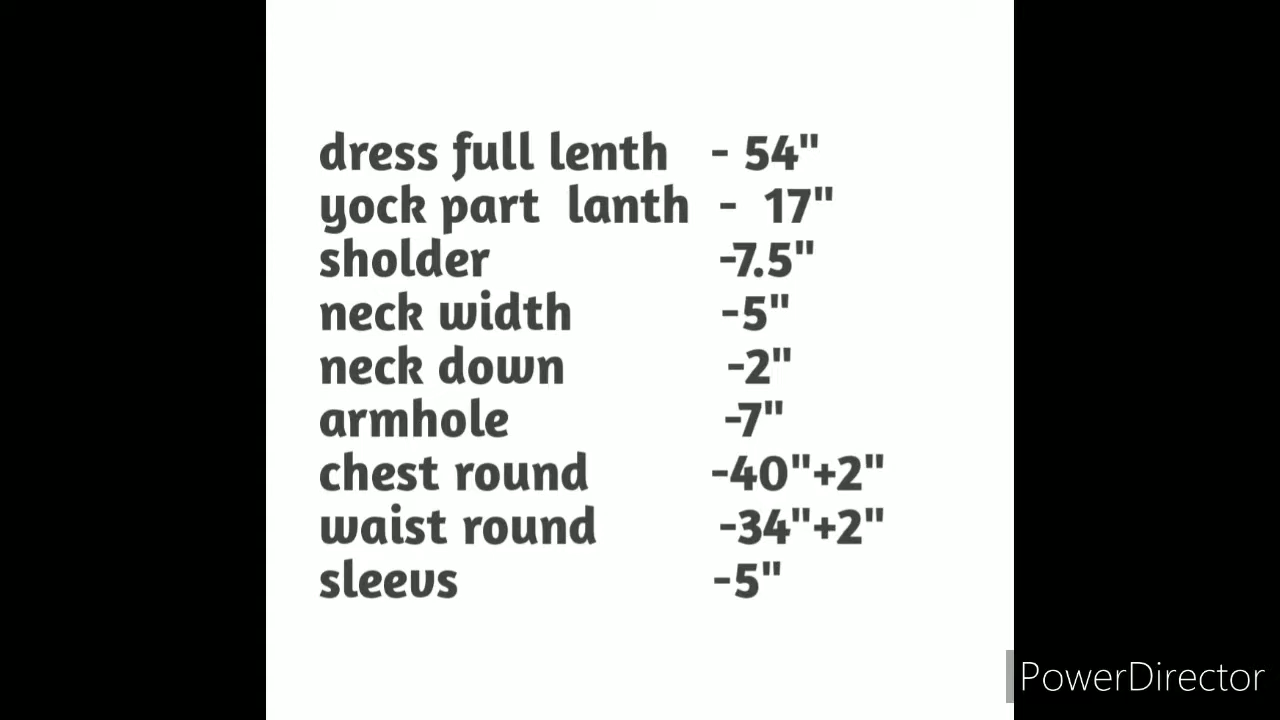 dress full lenth - 54"
yock part lanth - 17"
sholder -7.5"
neck width -5"
neck down -2"
armhole -7"
chest round -40"+2"
waist round -34"+2"
sleevs -5"
PowerDirector